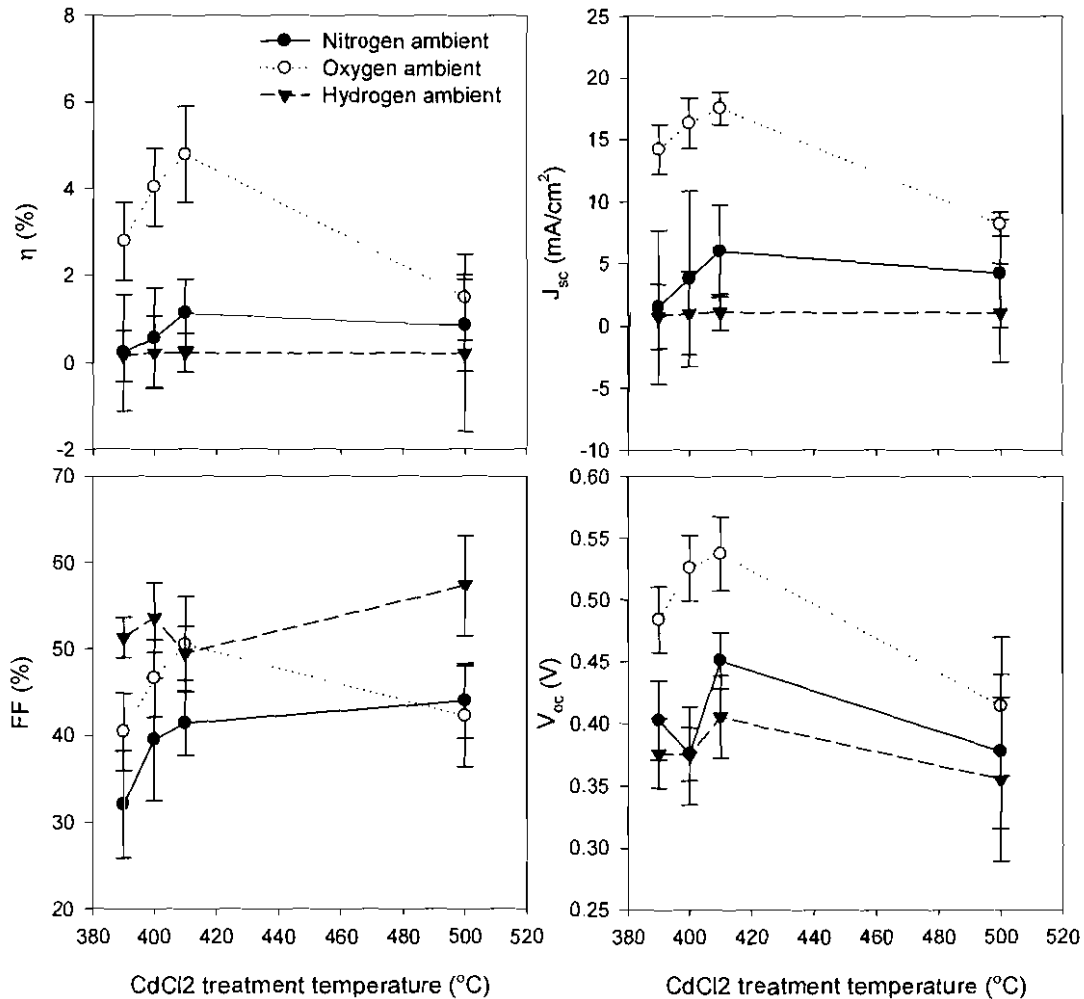 8
6
4
2
0
-2
η (%)
Nitrogen ambient
Oxygen ambient
Hydrogen ambient
25
20
15
10
5
0
-5
-10
J_sc (mA/cm²)
70
60
50
40
30
20
FF (%)
380 400 420 440 460 480 500 520
CdCl2 treatment temperature (°C)
0.60
0.55
0.50
0.45
0.40
0.35
0.30
0.25
V_oc (V)
380 400 420 440 460 480 500 520
CdCl2 treatment temperature (°C)